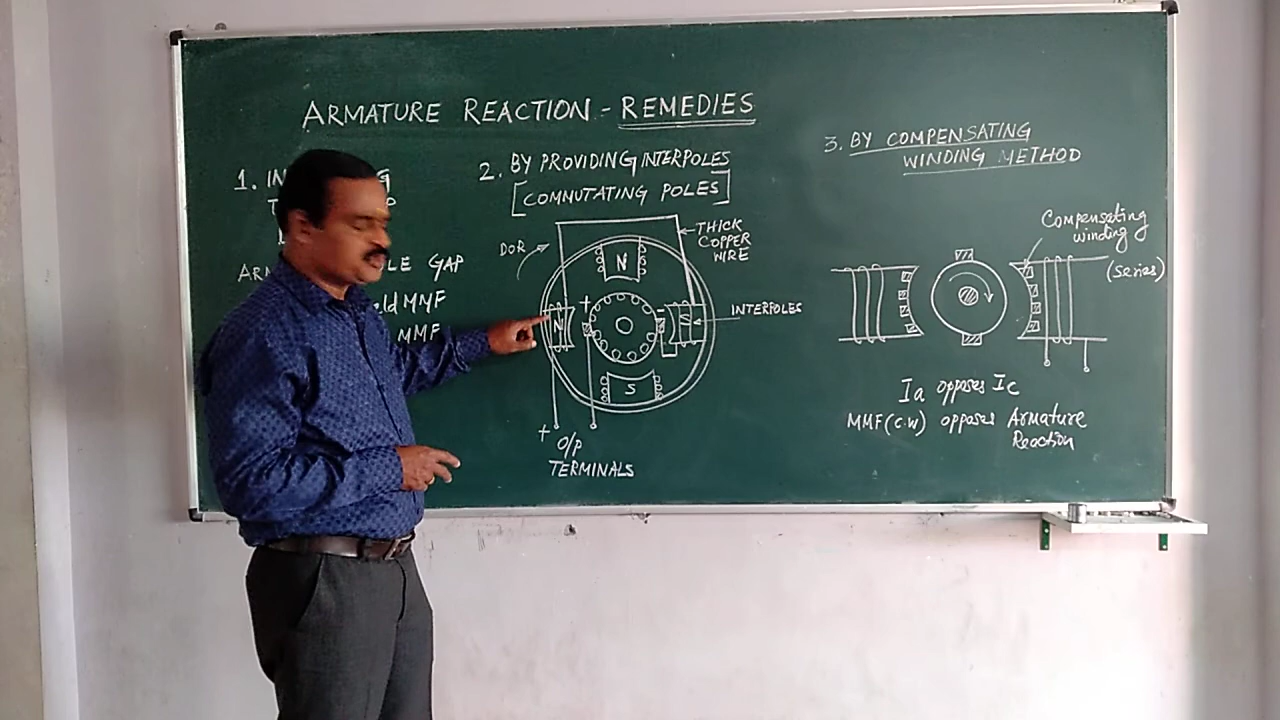 ARMATURE REACTION - REMEDIES
1. IN G
ARM LE GAP
eld MMF
MMF
2. BY PROVIDING INTERPOLES
[COMMUTATING POLES]
DOR
THICK
COPPER
WIRE
N
+ -
N S
INTERPOLES
S
+
O/P
TERMINALS
3. BY COMPENSATING
WINDING METHOD
Compensating
winding
(series)
Ia opposes Ic
MMF(C.W) opposes Armature
Reaction